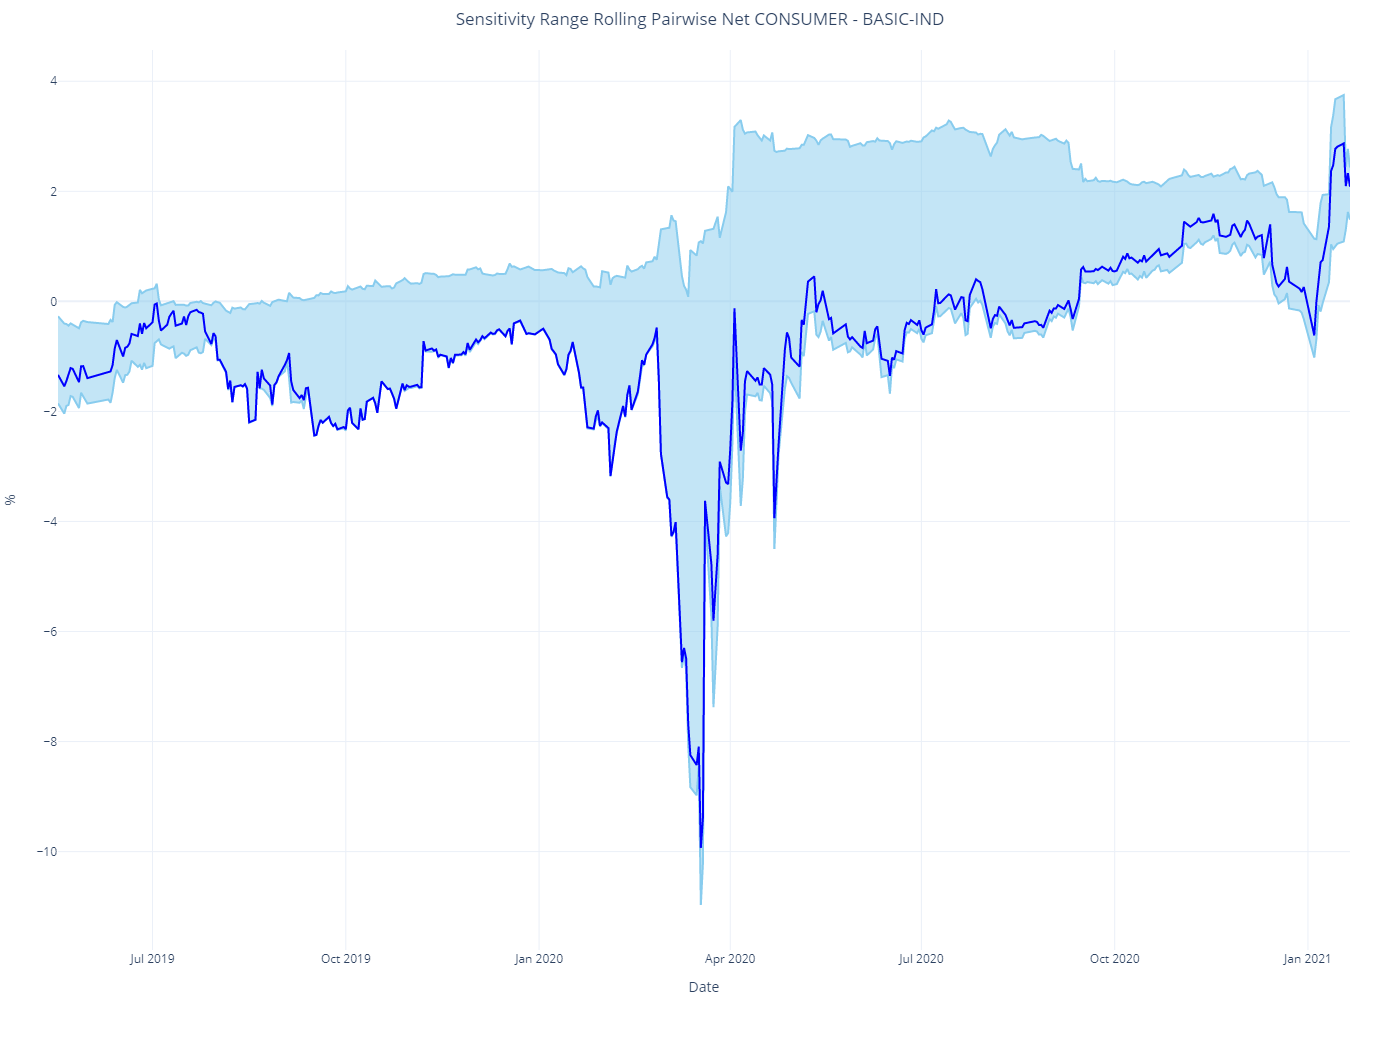 Sensitivity Range Rolling Pairwise Net CONSUMER - BASIC-IND
4
2
0
−2
−4
−6
−8
−10
%
Jul 2019
Oct 2019
Jan 2020
Apr 2020
Jul 2020
Oct 2020
Jan 2021
Date